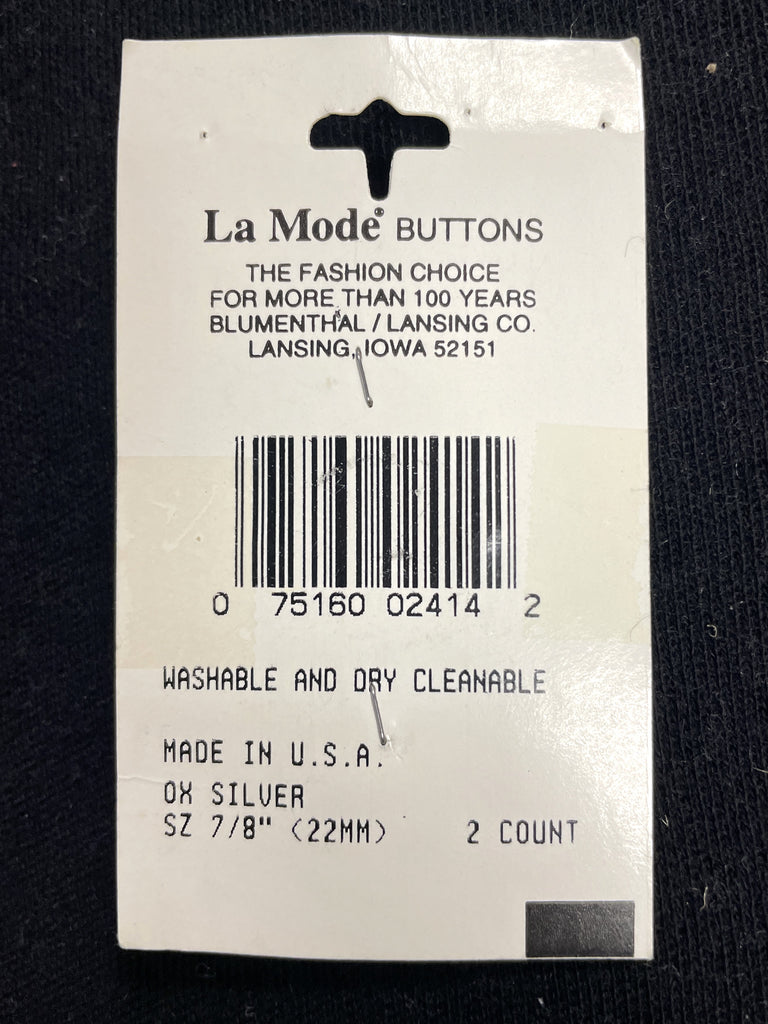 La Mode® BUTTONS
THE FASHION CHOICE
FOR MORE THAN 100 YEARS
BLUMENTHAL / LANSING CO.
LANSING, IOWA 52151
0 75160 02414 2
WASHABLE AND DRY CLEANABLE
MADE IN U.S.A.
OX SILVER
SZ 7/8" (22MM) 2 COUNT